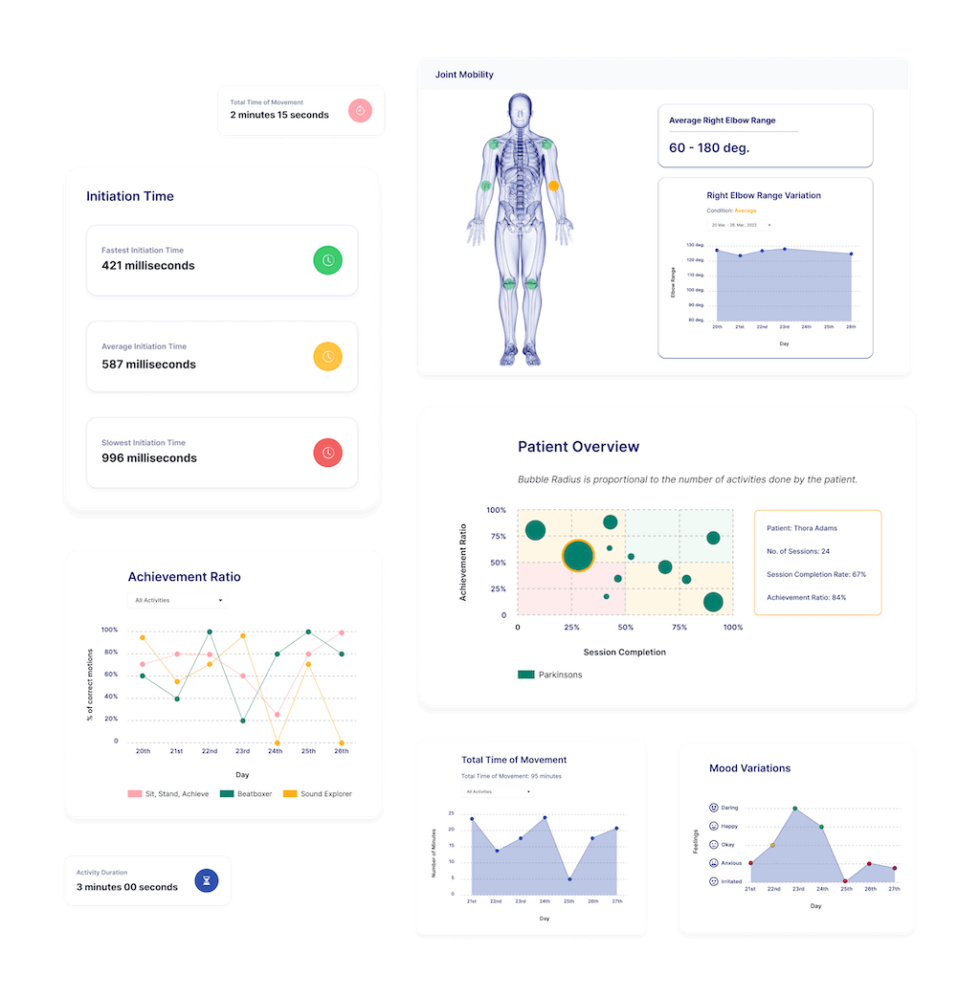 Total Time of Movement
2 minutes 15 seconds
Initiation Time
Fastest Initiation Time
421 milliseconds
Average Initiation Time
587 milliseconds
Slowest Initiation Time
996 milliseconds
Joint Mobility
Average Right Elbow Range
60 - 180 deg.
Right Elbow Range Variation
Condition: Average
20 Mar. - 26. Mar., 2022
130 deg.
120 deg.
110 deg.
100 deg.
90 deg.
80 deg.
Elbow Range
20th 21st 22nd 23rd 24th 25th 26th
Day
Patient Overview
Bubble Radius is proportional to the number of activities done by the patient.
100%
75%
50%
25%
0
Achievement Ratio
0 25% 50% 75% 100%
Session Completion
Parkinsons
Patient: Thora Adams
No. of Sessions: 24
Session Completion Rate: 67%
Achievement Ratio: 84%
Achievement Ratio
All Activities
100%
80%
60%
40%
20%
0
% of correct motions
20th 21st 22nd 23rd 24th 25th 26th
Day
Sit, Stand, Achieve Beatboxer Sound Explorer
Total Time of Movement
Total Time of Movement: 95 minutes
All Activities
25
20
15
10
5
0
Number of Minutes
21st 22nd 23rd 24th 25th 26th 27th
Day
Mood Variations
Daring
Happy
Okay
Anxious
Irritated
Feelings
21st 22nd 23rd 24th 25th 26th 27th
Day
Activity Duration
3 minutes 00 seconds